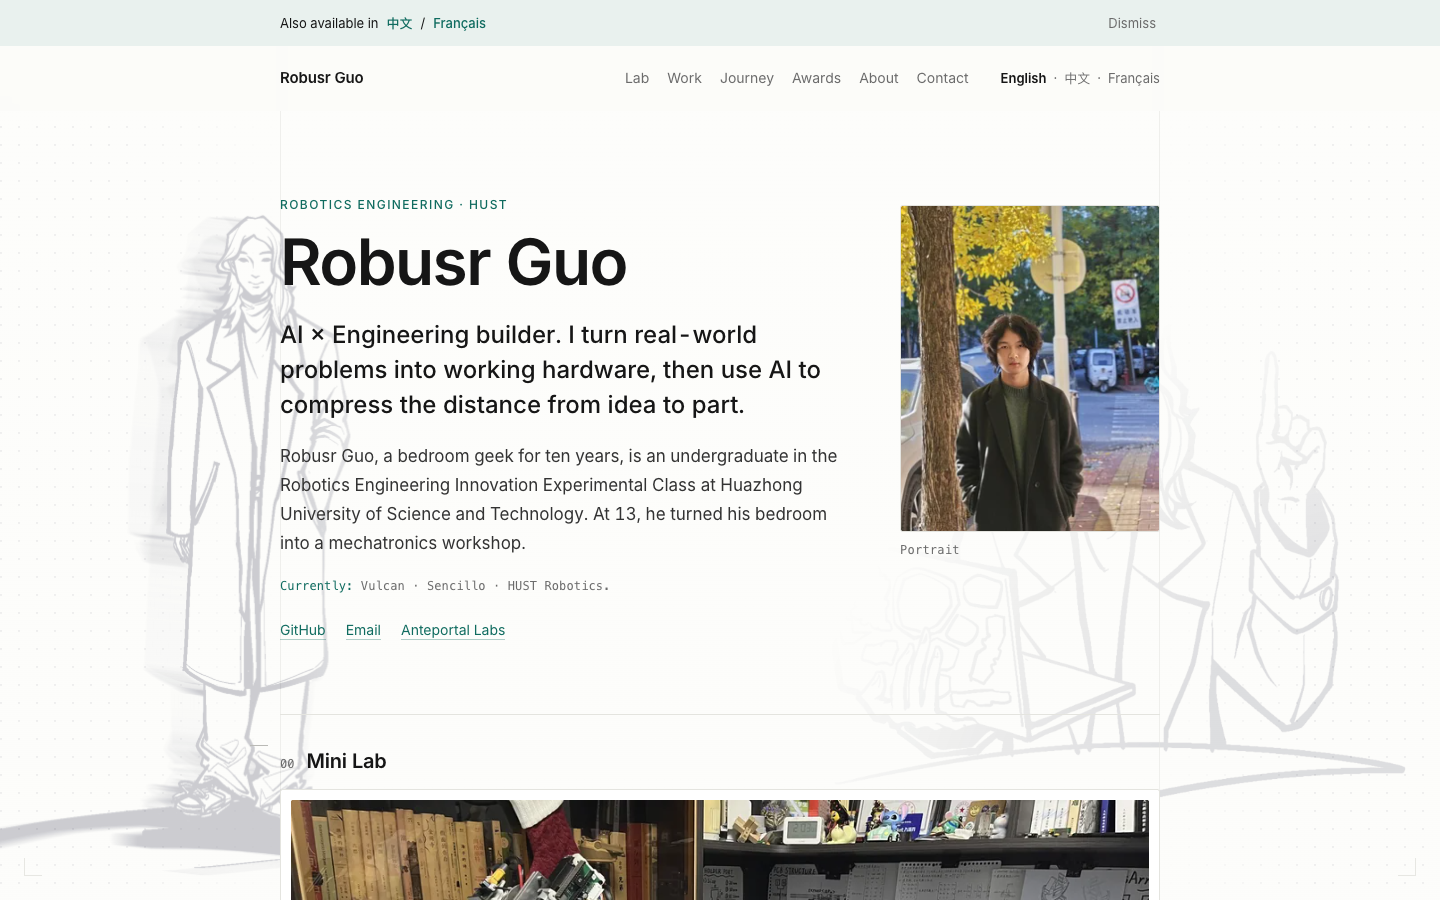 Also available in 中文 / Français
Dismiss
Robusr Guo
Lab Work Journey Awards About Contact
English · 中文 · Français
ROBOTICS ENGINEERING · HUST
Robusr Guo
AI × Engineering builder. I turn real-world
problems into working hardware, then use AI to
compress the distance from idea to part.
Robusr Guo, a bedroom geek for ten years, is an undergraduate in the
Robotics Engineering Innovation Experimental Class at Huazhong
University of Science and Technology. At 13, he turned his bedroom
into a mechatronics workshop.
Currently: Vulcan · Sencillo · HUST Robotics.
GitHub Email Anteportal Labs
Portrait
00 Mini Lab